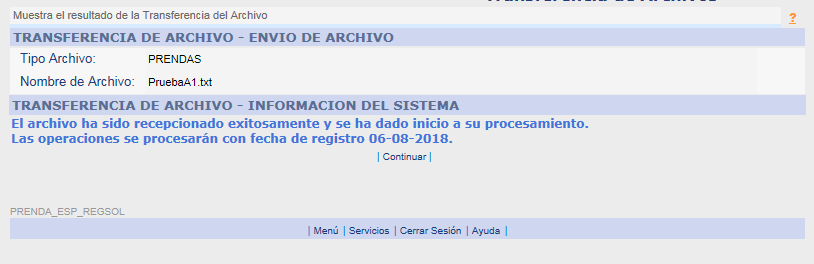 Transferencia de Archivos
Muestra el resultado de la Transferencia del Archivo ?
TRANSFERENCIA DE ARCHIVO - ENVIO DE ARCHIVO
Tipo Archivo: PRENDAS
Nombre de Archivo: PruebaA1.txt
TRANSFERENCIA DE ARCHIVO - INFORMACION DEL SISTEMA
El archivo ha sido recepcionado exitosamente y se ha dado inicio a su procesamiento.
Las operaciones se procesarán con fecha de registro 06-08-2018.
| Continuar |
PRENDA_ESP_REGSOL
| Menú | Servicios | Cerrar Sesión | Ayuda |